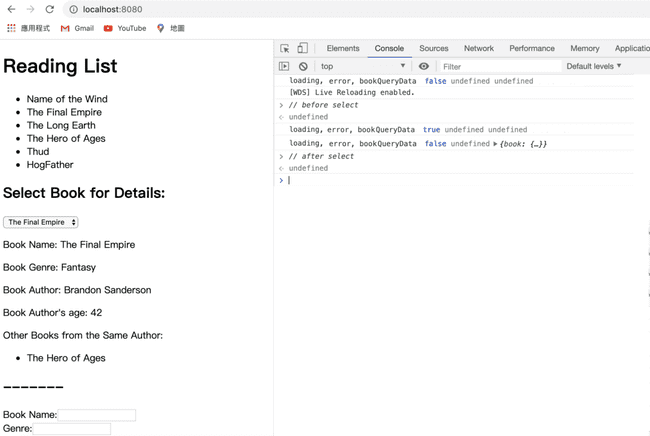 localhost:8080
應用程式 Gmail YouTube 地圖
Reading List
Name of the Wind
The Final Empire
The Long Earth
The Hero of Ages
Thud
HogFather
Select Book for Details:
The Final Empire
Book Name: The Final Empire
Book Genre: Fantasy
Book Author: Brandon Sanderson
Book Author's age: 42
Other Books from the Same Author:
The Hero of Ages
_______
Book Name:
Genre:
Elements Console Sources Network Performance Memory Applicatio
top Filter Default levels
loading, error, bookQueryData false undefined undefined
[WDS] Live Reloading enabled.
// before select
undefined
loading, error, bookQueryData true undefined undefined
loading, error, bookQueryData false undefined {book: {…}}
// after select
undefined